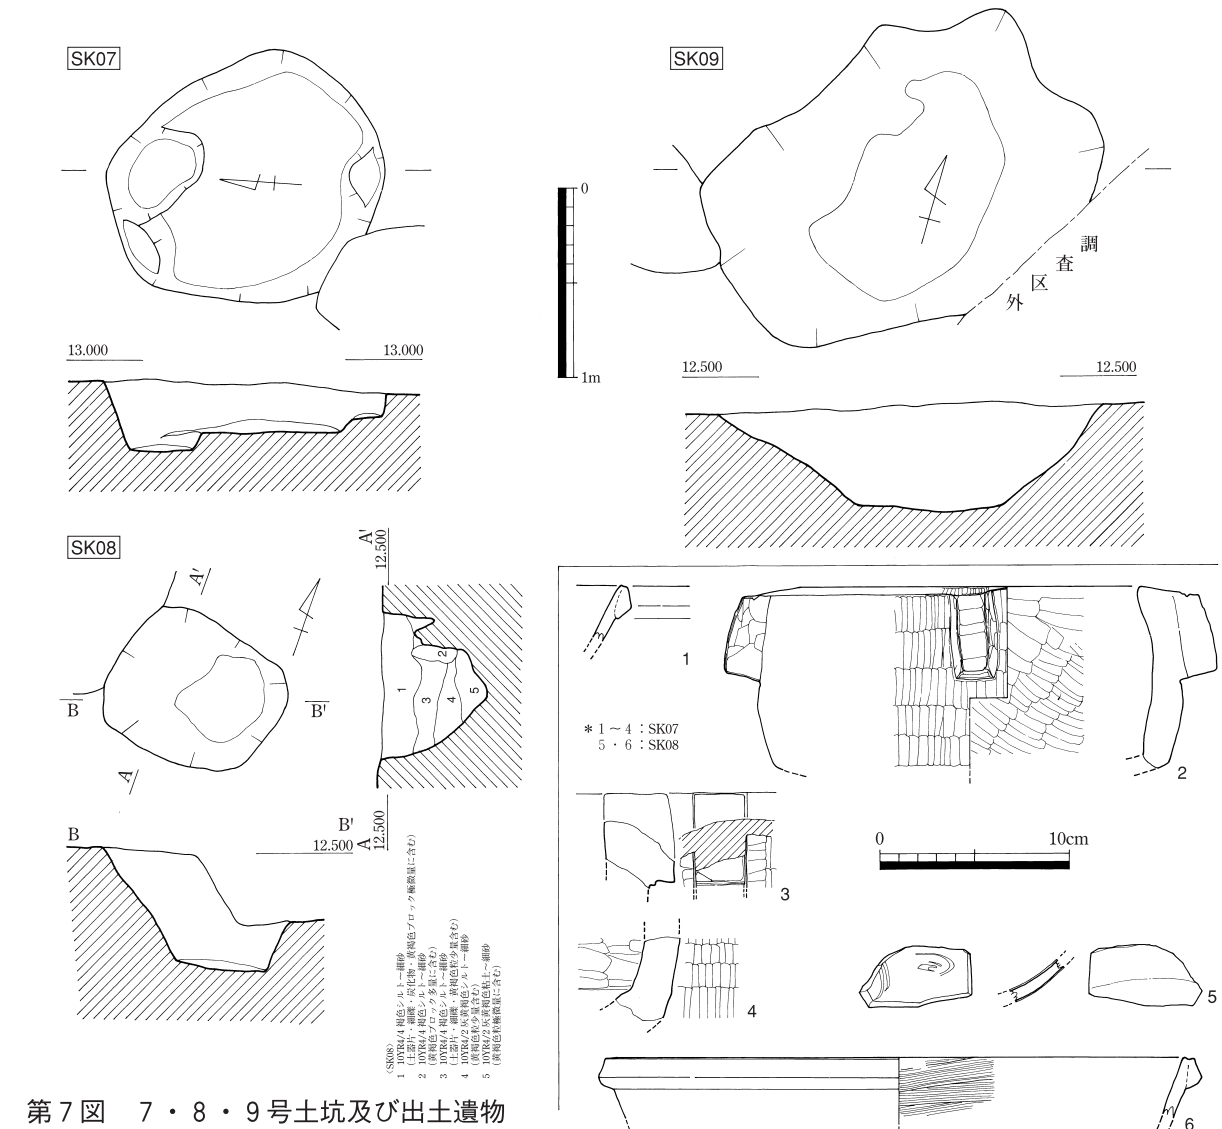 SK07
13.000
13.000
SK09
調査区外
0
1m
12.500
12.500
SK08
A'
A
B
B'
A'
12.500
1
2
3
4
5
A
12.500
B
B'
12.500
〈SK08〉
1 10YR4/4 褐色シルト〜細砂
(土器片・細礫・炭化物・黄褐色ブロック極微量に含む)
2 10YR4/4 褐色シルト〜細砂
(黄褐色ブロック多量に含む)
3 10YR4/4 褐色シルト〜細砂
(土器片・細礫・黄褐色粒少量含む)
4 10YR4/2 灰黄褐色シルト〜細砂
(黄褐色粒少量含む)
5 10YR4/2 灰黄褐色粘土〜細砂
(黄褐色粒極微量に含む)
1
2
＊1〜4：SK07
5・6：SK08
3
0
10cm
4
5
6
第7図　7・8・9号土坑及び出土遺物